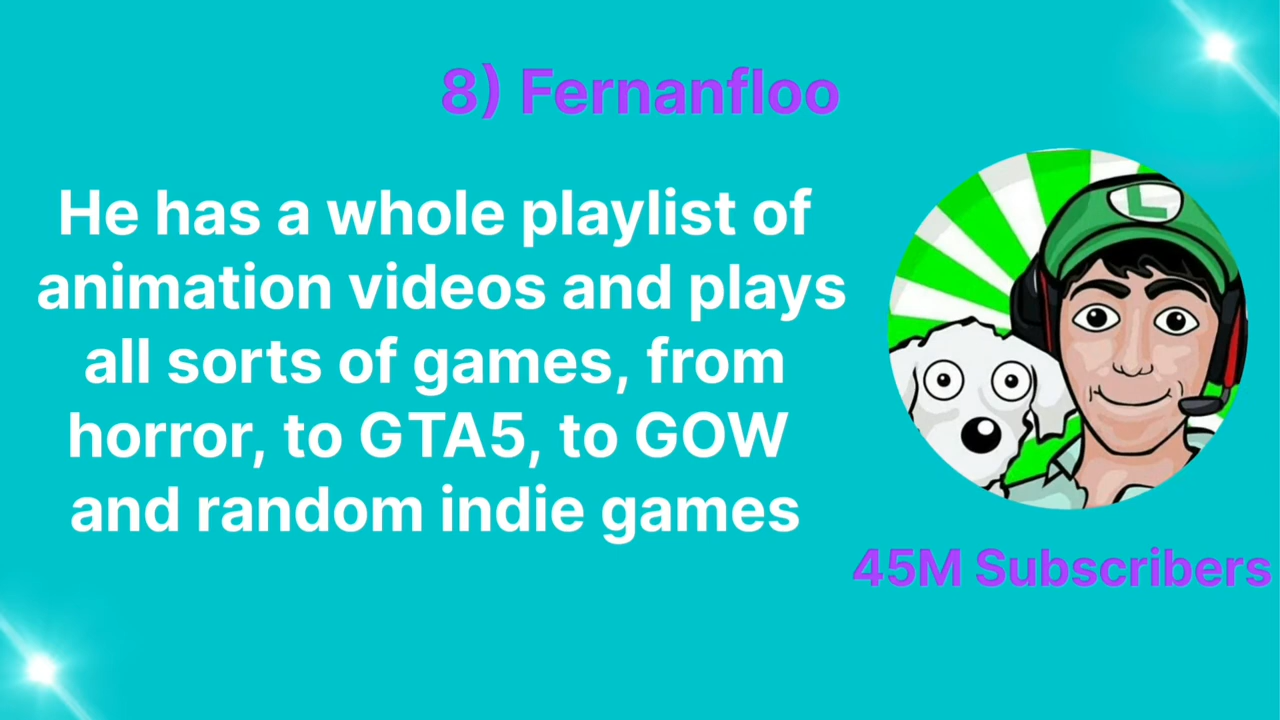 8) Fernanfloo
He has a whole playlist of
animation videos and plays
all sorts of games, from
horror, to GTA5, to GOW
and random indie games
L
45M Subscribers